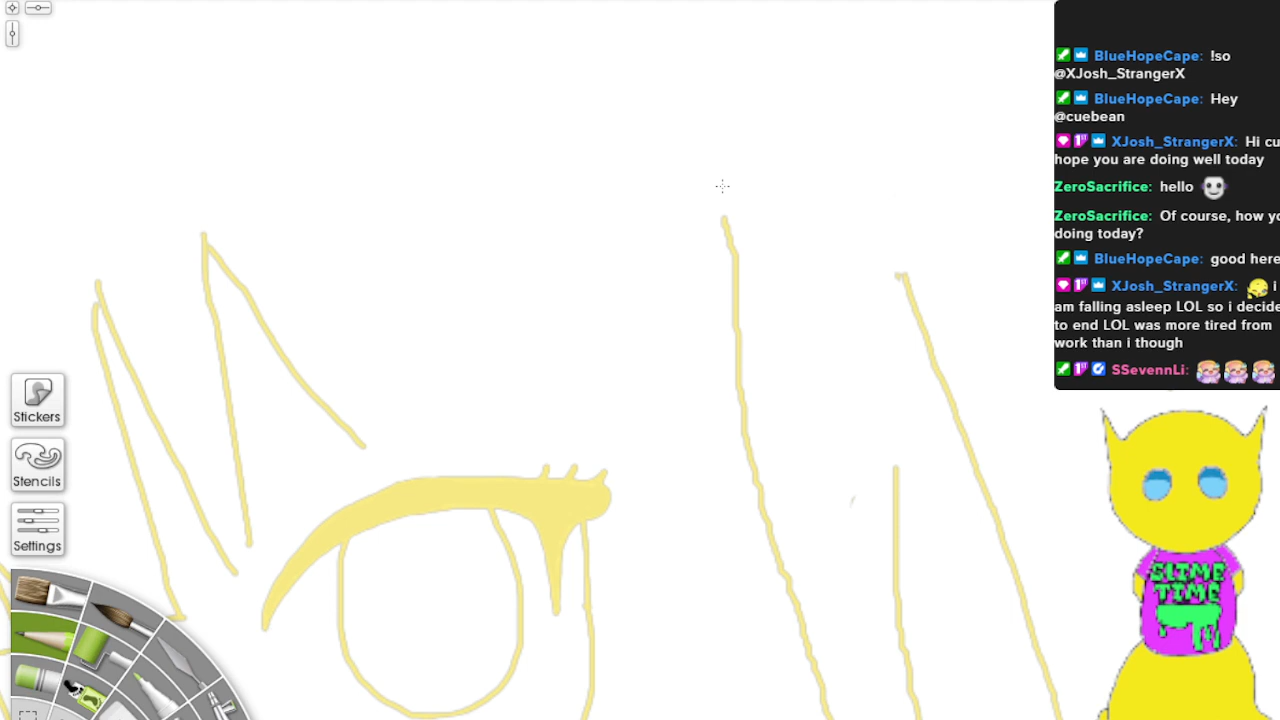 BlueHopeCape: !so
@XJosh_StrangerX
BlueHopeCape: Hey
@cuebean
XJosh_StrangerX: Hi cu
hope you are doing well today
ZeroSacrifice: hello
ZeroSacrifice: Of course, how yo
doing today?
BlueHopeCape: good here
XJosh_StrangerX: i
am falling asleep LOL so i decide
to end LOL was more tired from
work than i though
SSevennLi:
Stickers
Stencils
Settings
SLIME
TIME